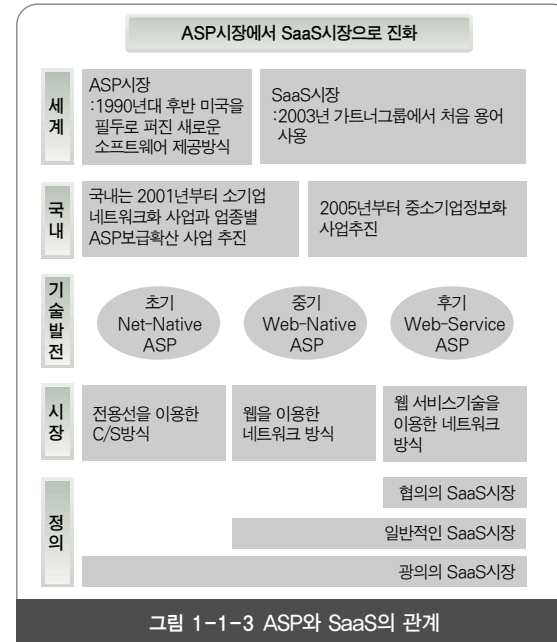 ASP시장에서 SaaS시장으로 진화
세계
ASP시장
:1990년대 후반 미국을
필두로 퍼진 새로운
소프트웨어 제공방식
SaaS시장
:2003년 가트너그룹에서 처음 용어
사용
국내
국내는 2001년부터 소기업
네트워크화 사업과 업종별
ASP보급확산 사업 추진
2005년부터 중소기업정보화
사업추진
기술발전
초기
Net-Native
ASP
중기
Web-Native
ASP
후기
Web-Service
ASP
시장
전용선을 이용한
C/S방식
웹을 이용한
네트워크 방식
웹 서비스기술을
이용한 네트워크
방식
정의
협의의 SaaS시장
일반적인 SaaS시장
광의의 SaaS시장
그림 1-1-3 ASP와 SaaS의 관계